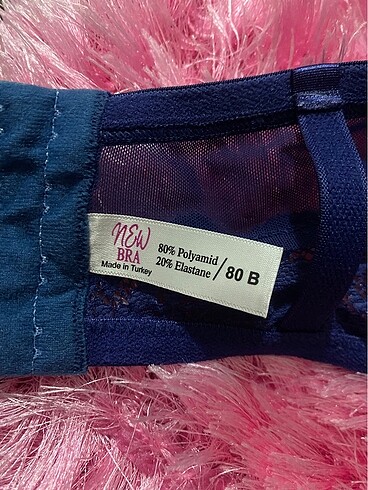 NEW
BRA
Made in Turkey
80% Polyamid
20% Elastane / 80 B